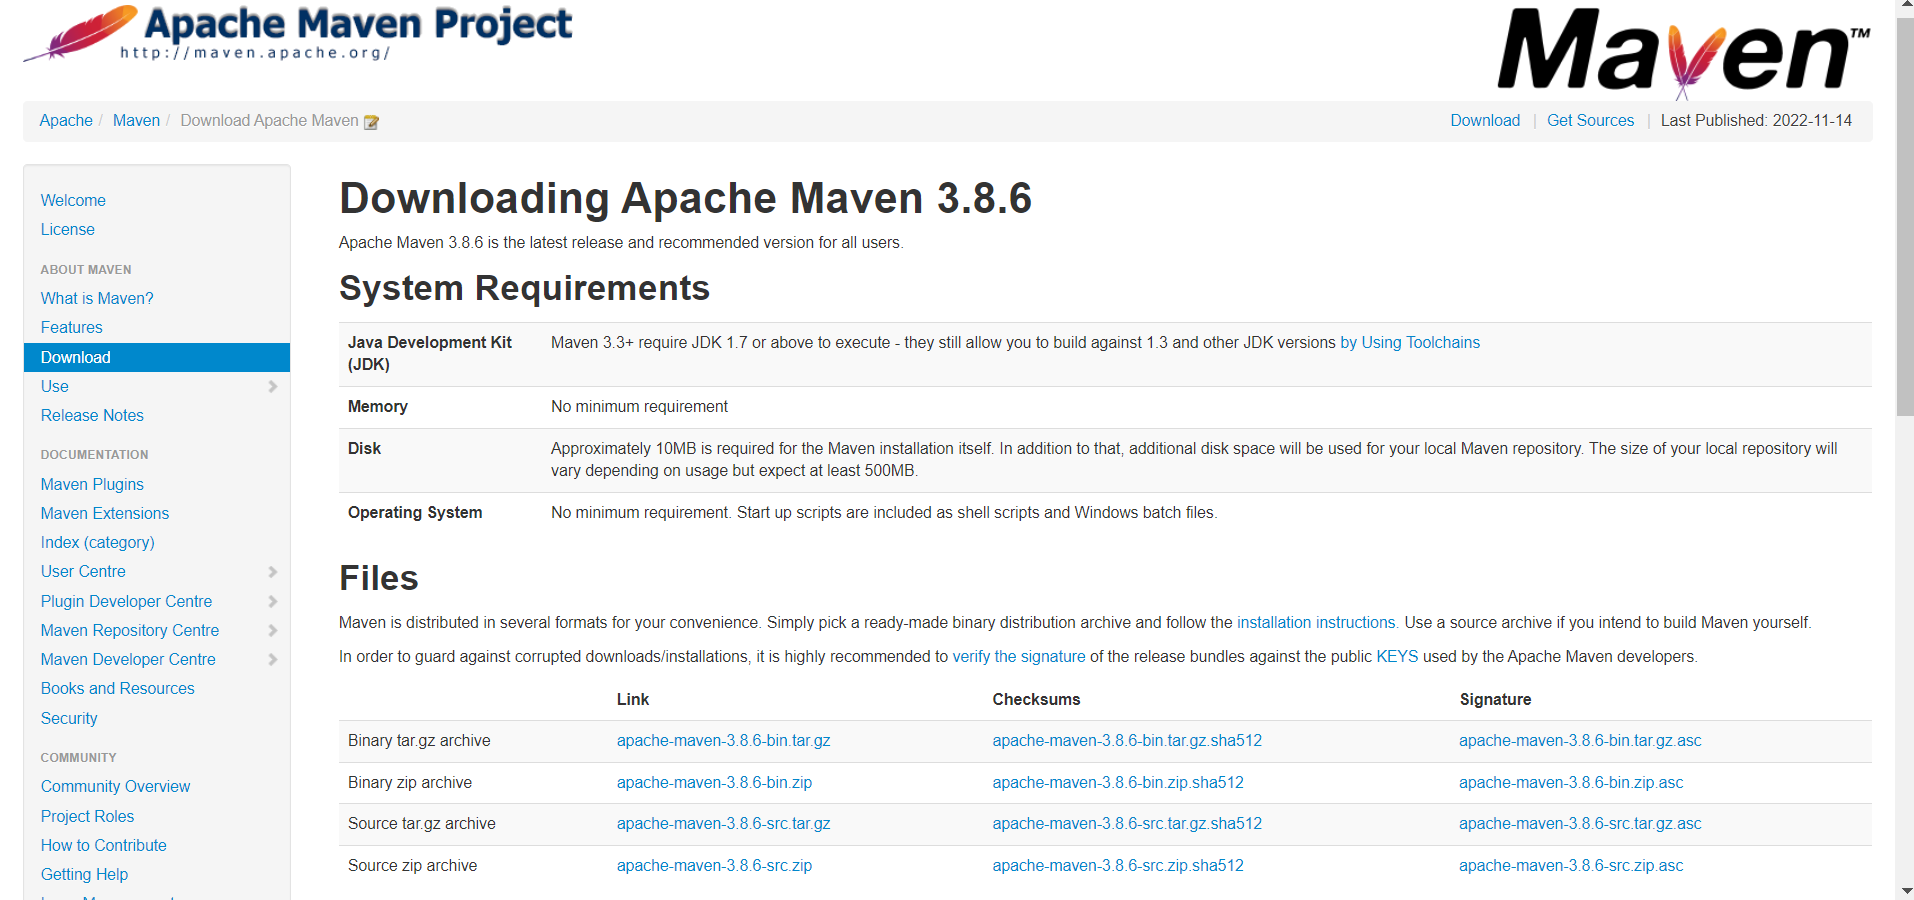 Apache Maven Project
http://maven.apache.org/
Maven™
Apache / Maven / Download Apache Maven
Download | Get Sources | Last Published: 2022-11-14
Welcome
License
ABOUT MAVEN
What is Maven?
Features
Download
Use
Release Notes
DOCUMENTATION
Maven Plugins
Maven Extensions
Index (category)
User Centre
Plugin Developer Centre
Maven Repository Centre
Maven Developer Centre
Books and Resources
Security
COMMUNITY
Community Overview
Project Roles
How to Contribute
Getting Help
Downloading Apache Maven 3.8.6
Apache Maven 3.8.6 is the latest release and recommended version for all users.
System Requirements
Java Development Kit (JDK)
Maven 3.3+ require JDK 1.7 or above to execute - they still allow you to build against 1.3 and other JDK versions by Using Toolchains
Memory
No minimum requirement
Disk
Approximately 10MB is required for the Maven installation itself. In addition to that, additional disk space will be used for your local Maven repository. The size of your local repository will
vary depending on usage but expect at least 500MB.
Operating System
No minimum requirement. Start up scripts are included as shell scripts and Windows batch files.
Files
Maven is distributed in several formats for your convenience. Simply pick a ready-made binary distribution archive and follow the installation instructions. Use a source archive if you intend to build Maven yourself.
In order to guard against corrupted downloads/installations, it is highly recommended to verify the signature of the release bundles against the public KEYS used by the Apache Maven developers.
Link Checksums Signature
Binary tar.gz archive apache-maven-3.8.6-bin.tar.gz apache-maven-3.8.6-bin.tar.gz.sha512 apache-maven-3.8.6-bin.tar.gz.asc
Binary zip archive apache-maven-3.8.6-bin.zip apache-maven-3.8.6-bin.zip.sha512 apache-maven-3.8.6-bin.zip.asc
Source tar.gz archive apache-maven-3.8.6-src.tar.gz apache-maven-3.8.6-src.tar.gz.sha512 apache-maven-3.8.6-src.tar.gz.asc
Source zip archive apache-maven-3.8.6-src.zip apache-maven-3.8.6-src.zip.sha512 apache-maven-3.8.6-src.zip.asc